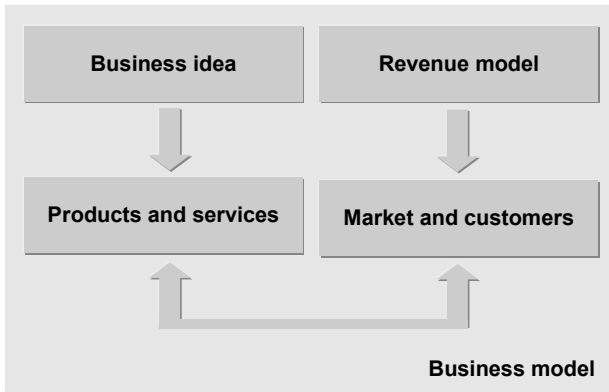 Business idea
Revenue model
Products and services
Market and customers
Business model